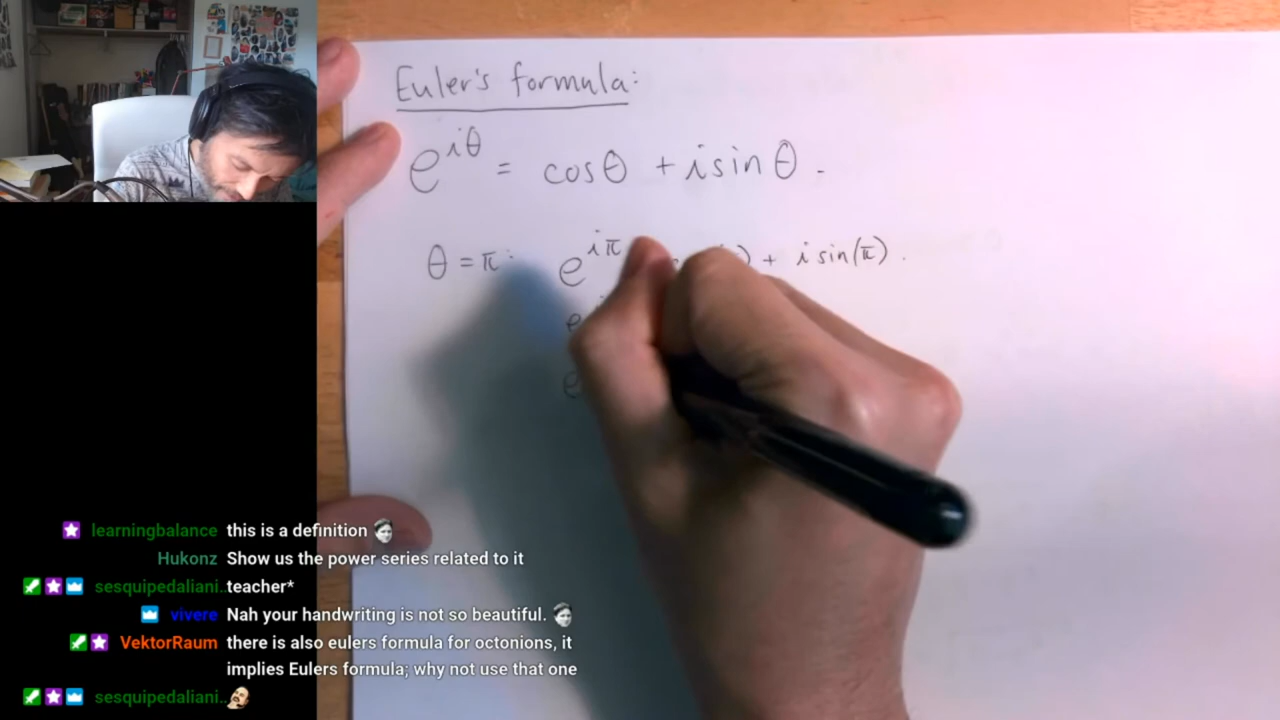 Euler's formula:
e^{iθ} = cosθ + i sin θ.
θ = π: e^{iπ} ) + i sin(π).
e
e
learningbalance this is a definition
Hukonz Show us the power series related to it
sesquipedaliani.. teacher*
vivere Nah your handwriting is not so beautiful.
VektorRaum there is also eulers formula for octonions, it
implies Eulers formula; why not use that one
sesquipedaliani..